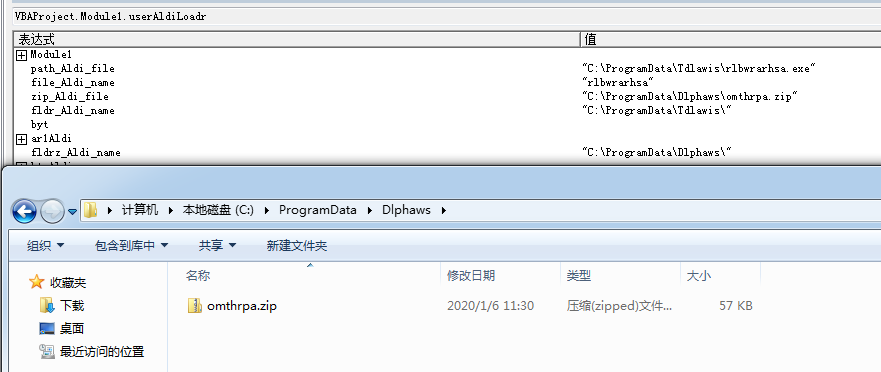 VBAProject.Module1.userAldiLoadr
表达式 值
Module1
path_Aldi_file "C:\ProgramData\Tdlawis\rlbwrarhsa.exe"
file_Aldi_name "rlbwrarhsa"
zip_Aldi_file "C:\ProgramData\Dlphaws\omthrpa.zip"
fldr_Aldi_name "C:\ProgramData\Tdlawis\"
byt
ar1Aldi
fldrz_Aldi_name "C:\ProgramData\Dlphaws\"
计算机 本地磁盘 (C:) ProgramData Dlphaws
组织 包含到库中 共享 新建文件夹
收藏夹
下载
桌面
最近访问的位置
名称 修改日期 类型 大小
omthrpa.zip 2020/1/6 11:30 压缩(zipped)文件... 57 KB